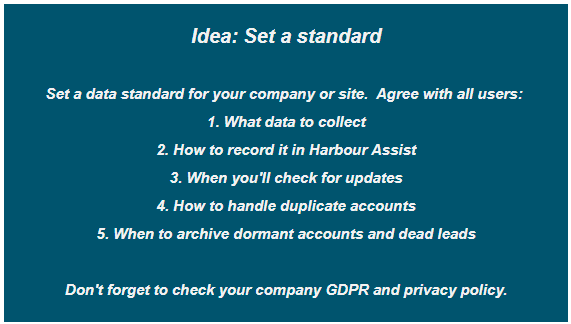 Idea: Set a standard
Set a data standard for your company or site.  Agree with all users:
1. What data to collect
2. How to record it in Harbour Assist
3. When you'll check for updates
4. How to handle duplicate accounts
5. When to archive dormant accounts and dead leads
Don't forget to check your company GDPR and privacy policy.